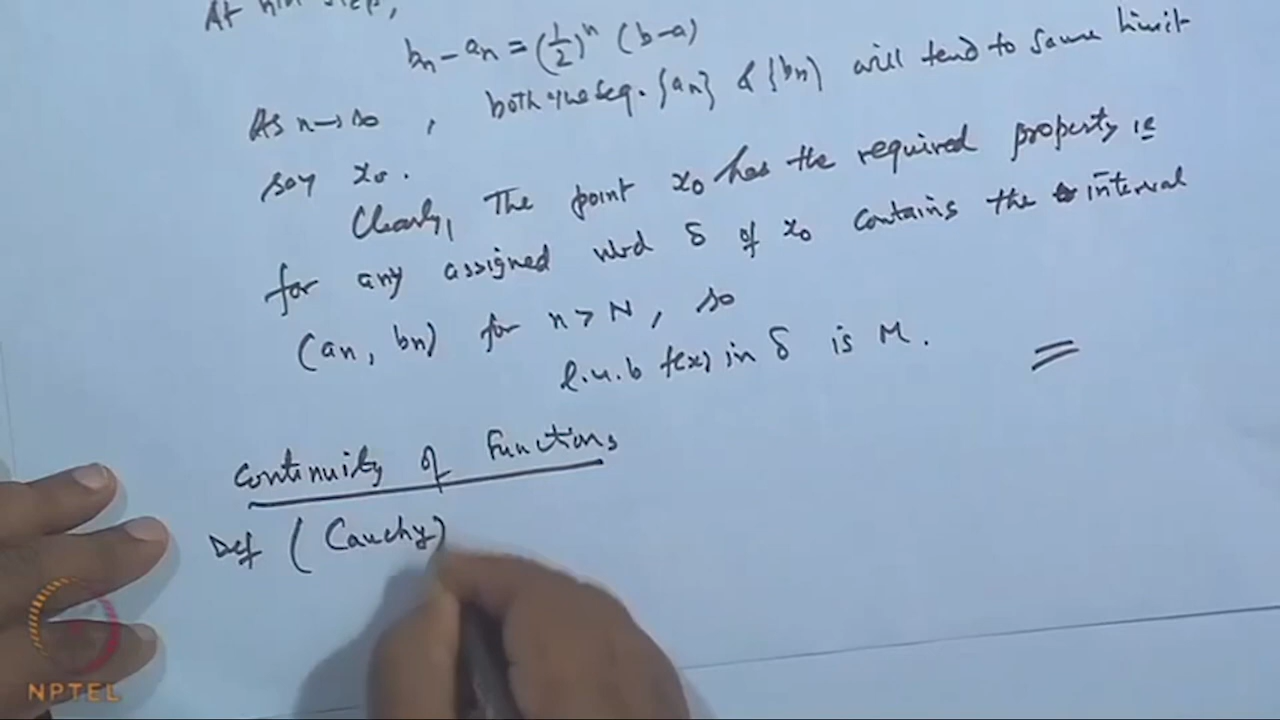 At nth step,
bn - an = (1/2)^n (b-a)
As n→∞, both the seq. {an} & {bn} will tend to same limit
say x0.
Clearly, The point x0 has the required property ie
for any assigned nbd δ of x0 contains the interval
(an, bn) for n > N, so
l.u.b f(x) in δ is M.
Continuity of Functions
Def (Cauchy)
NPTEL